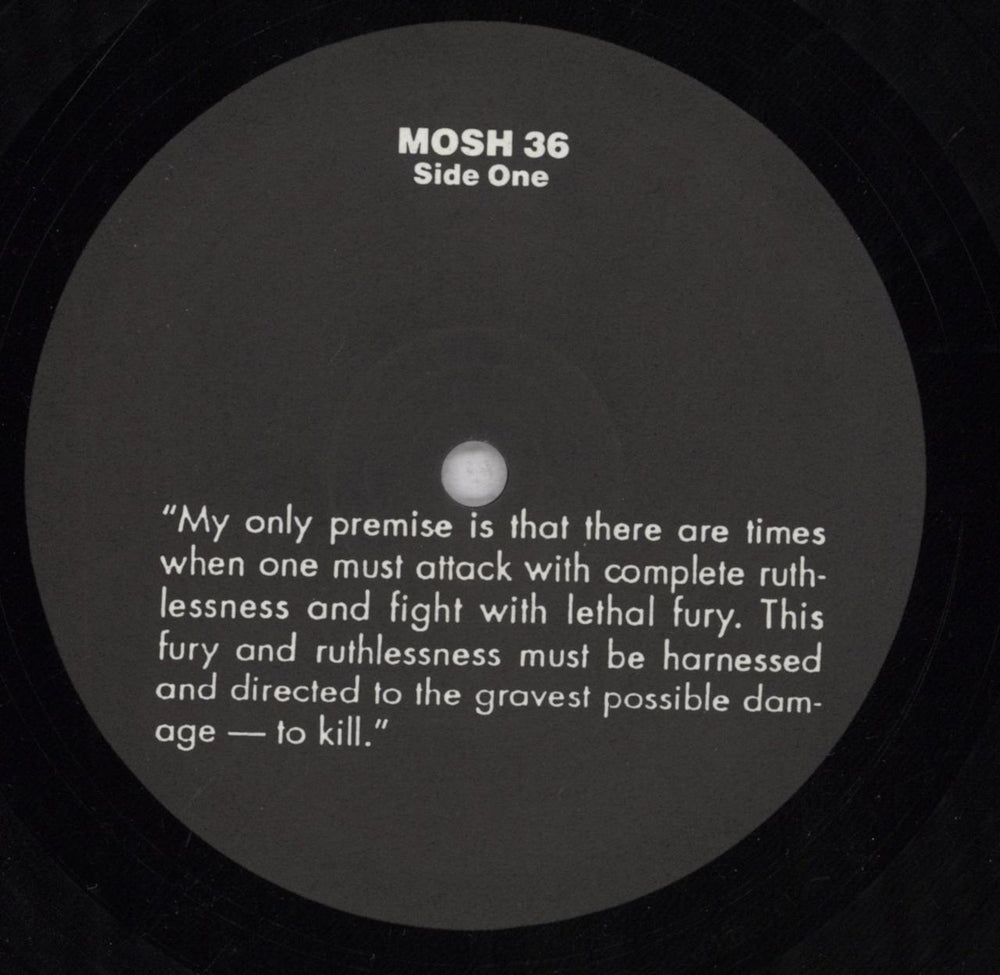 MOSH 36
Side One
“My only premise is that there are times
when one must attack with complete ruth-
lessness and fight with lethal fury. This
fury and ruthlessness must be harnessed
and directed to the gravest possible dam-
age — to kill.”